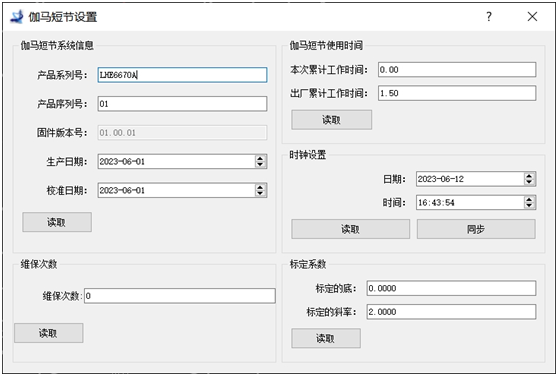 伽马短节设置
伽马短节系统信息
产品系列号: LHE6670A
产品序列号: 01
固件版本号: 01.00.01
生产日期: 2023-06-01
校准日期: 2023-06-01
读取
维保次数
维保次数: 0
读取
伽马短节使用时间
本次累计工作时间: 0.00
出厂累计工作时间: 1.50
读取
时钟设置
日期: 2023-06-12
时间: 16:43:54
读取 同步
标定系数
标定的底: 0.0000
标定的斜率: 2.0000
读取